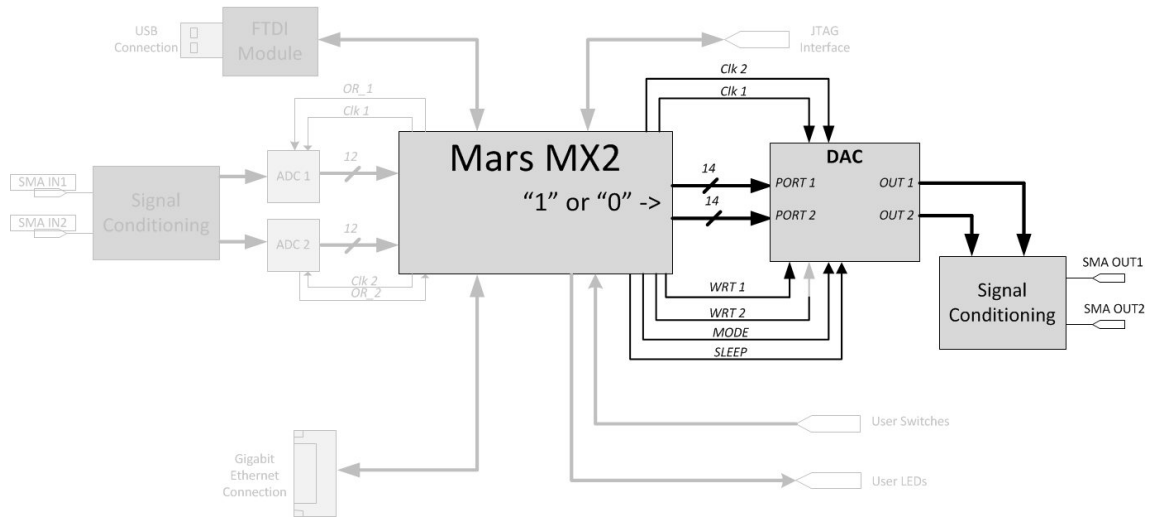 USB
Connection
FTDI
Module
JTAG
Interface
Clk 2
Clk 1
OR_1
Clk 1
SMA IN1
SMA IN2
Signal
Conditioning
ADC 1
12
ADC 2
12
Clk 2
OR_2
Mars MX2
“1” or “0” ->
14
14
DAC
PORT 1
OUT 1
PORT 2
OUT 2
WRT 1
WRT 2
MODE
SLEEP
Signal
Conditioning
SMA OUT1
SMA OUT2
User Switches
User LEDs
Gigabit
Ethernet
Connection